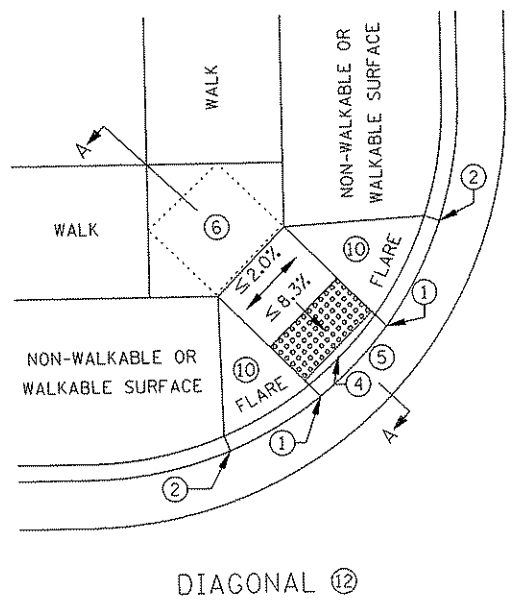 WALK
NON-WALKABLE OR
WALKABLE SURFACE
A
2
WALK
6
10
FLARE
≤ 2.0%
≤ 8.3%
1
NON-WALKABLE OR
WALKABLE SURFACE
10
FLARE
5
4
A
1
2
DIAGONAL 12